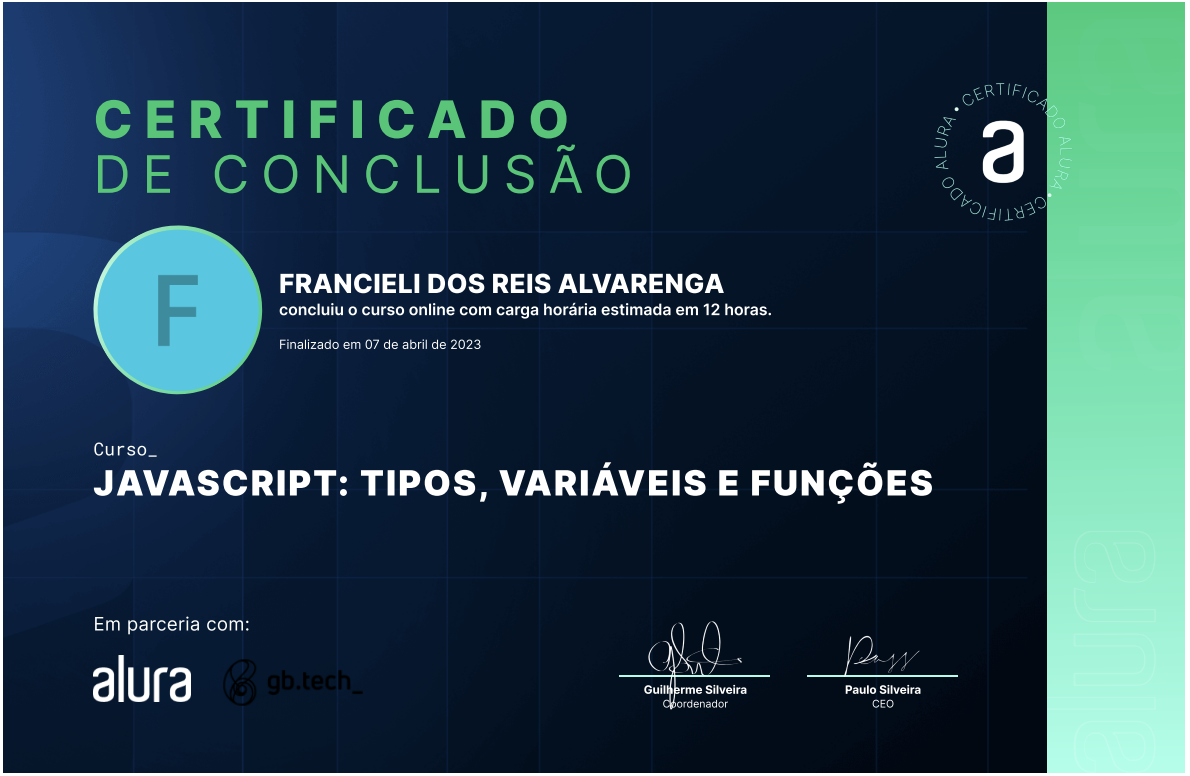 CERTIFICADO
DE CONCLUSÃO
CERTIFICADO ALURA • CERTIFICADO ALURA •
a
F
FRANCIELI DOS REIS ALVARENGA
concluiu o curso online com carga horária estimada em 12 horas.
Finalizado em 07 de abril de 2023
Curso_
JAVASCRIPT: TIPOS, VARIÁVEIS E FUNÇÕES
Em parceria com:
alura
gb.tech_
Guilherme Silveira
Coordenador
Paulo Silveira
CEO
alura